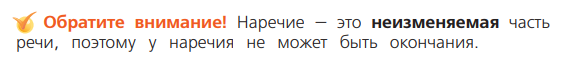 Обратите внимание! Наречие — это неизменяемая часть
речи, поэтому у наречия не может быть окончания.